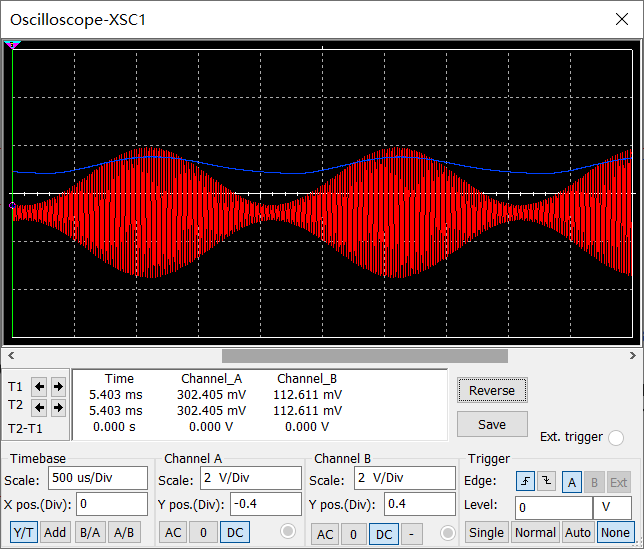 Oscilloscope-XSC1
T1
T2
T2-T1
Time Channel_A Channel_B
5.403 ms 302.405 mV 112.611 mV
5.403 ms 302.405 mV 112.611 mV
0.000 s 0.000 V 0.000 V
Reverse
Save
Ext. trigger
Timebase
Scale: 500 us/Div
X pos.(Div): 0
Y/T Add B/A A/B
Channel A
Scale: 2 V/Div
Y pos.(Div): -0.4
AC 0 DC
Channel B
Scale: 2 V/Div
Y pos.(Div): 0.4
AC 0 DC -
Trigger
Edge: A B Ext
Level: 0 V
Single Normal Auto None